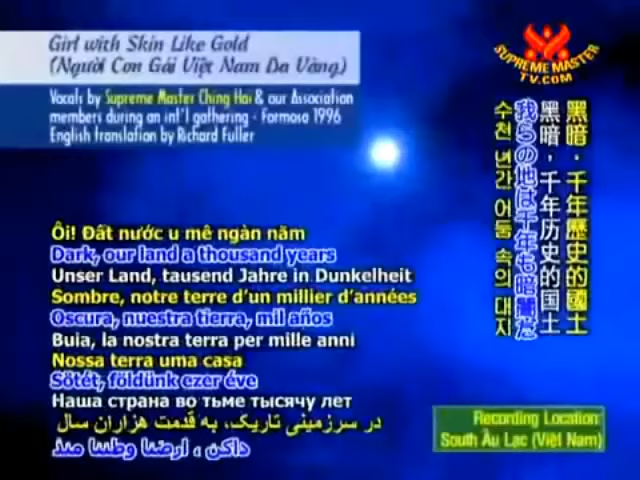 Girl with Skin Like Gold
(Người Con Gái Việt Nam Da Vàng)
Vocals by Supreme Master Ching Hai & our Association
members during an int'l gathering - Formosa 1996
English translation by Richard Fuller
SUPREME MASTER
TV.COM
黑暗，千年歷史的國土
黑暗，千年历史的国土
我らの地は千年も暗闇だ
수천 년간 어둠 속의 대지
Ôi! Đất nước u mê ngàn năm
Dark, our land a thousand years
Unser Land, tausend Jahre in Dunkelheit
Sombre, notre terre d'un millier d'années
Oscura, nuestra tierra, mil años
Buia, la nostra terra per mille anni
Nossa terra uma casa
Sötét, földünk ezer éve
Наша страна во тьме тысячу лет
در سرزمینی تاریک، به قدمت هزاران سال
داكن ، ارضنا وطننا منذ
Recording Location:
South Âu Lạc (Việt Nam)